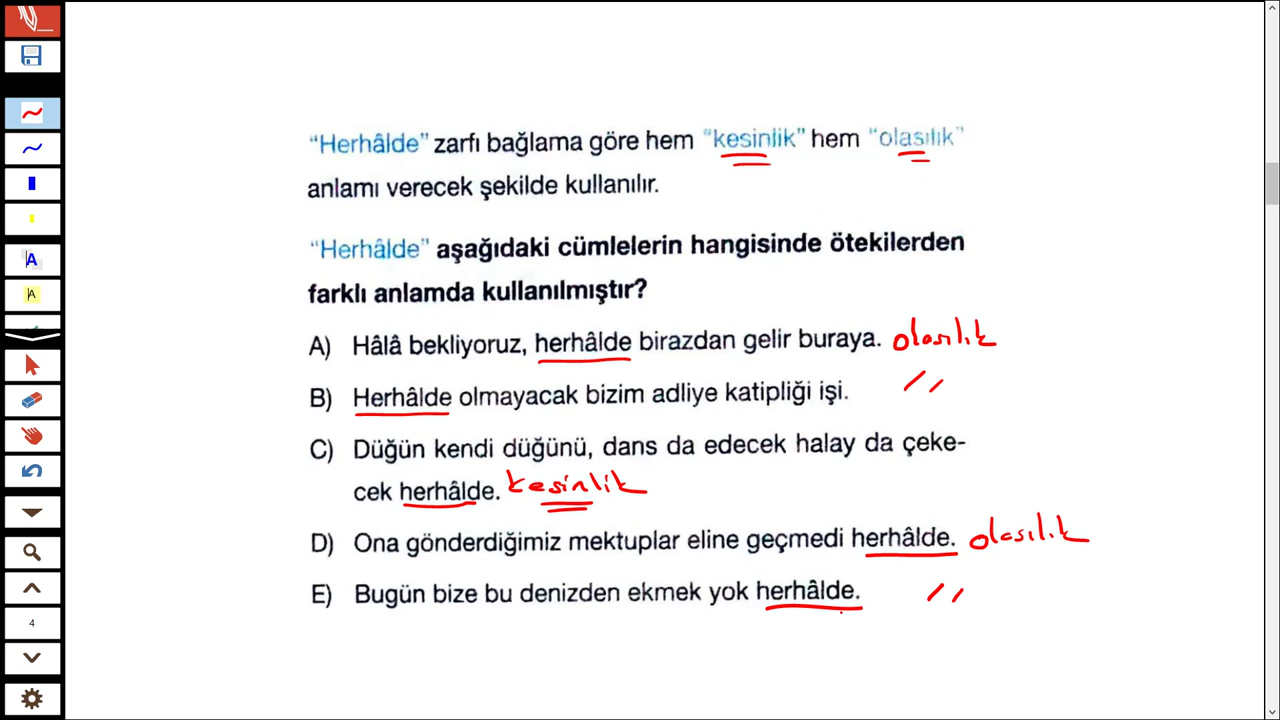 "Herhâlde" zarfı bağlama göre hem "kesinlik" hem "olasılık"
anlamı verecek şekilde kullanılır.
"Herhâlde" aşağıdaki cümlelerin hangisinde ötekilerden
farklı anlamda kullanılmıştır?
A) Hâlâ bekliyoruz, herhâlde birazdan gelir buraya. olasılık
B) Herhâlde olmayacak bizim adliye katipliği işi. //
C) Düğün kendi düğünü, dans da edecek halay da çeke-
cek herhâlde. kesinlik
D) Ona gönderdiğimiz mektuplar eline geçmedi herhâlde. olasılık
E) Bugün bize bu denizden ekmek yok herhâlde. //
A
A
4